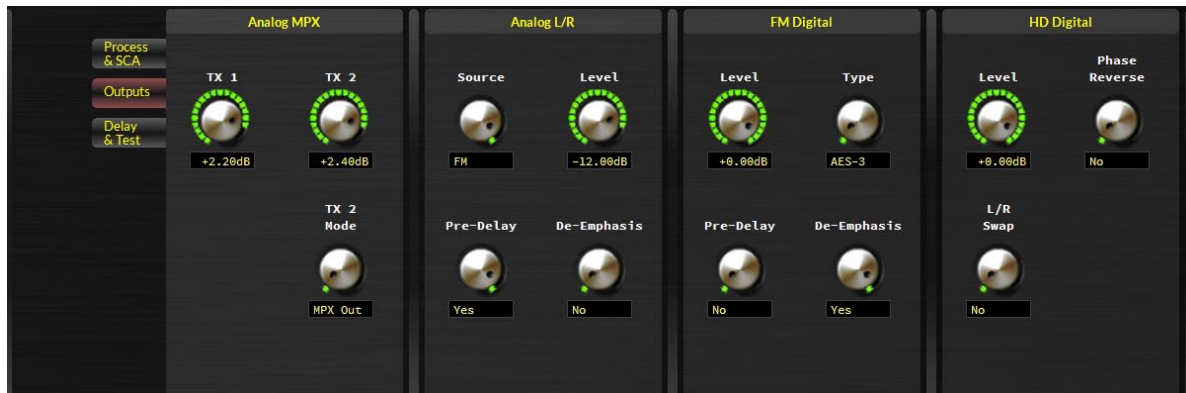 Analog MPX
Analog L/R
FM Digital
HD Digital
Process
& SCA
Outputs
Delay
& Test
TX 1
TX 2
+2.20dB
+2.40dB
TX 2
Mode
MPX Out
Source
Level
FM
-12.00dB
Pre-Delay
De-Emphasis
Yes
No
Level
Type
+0.00dB
AES-3
Pre-Delay
De-Emphasis
No
Yes
Level
Phase
Reverse
+0.00dB
No
L/R
Swap
No